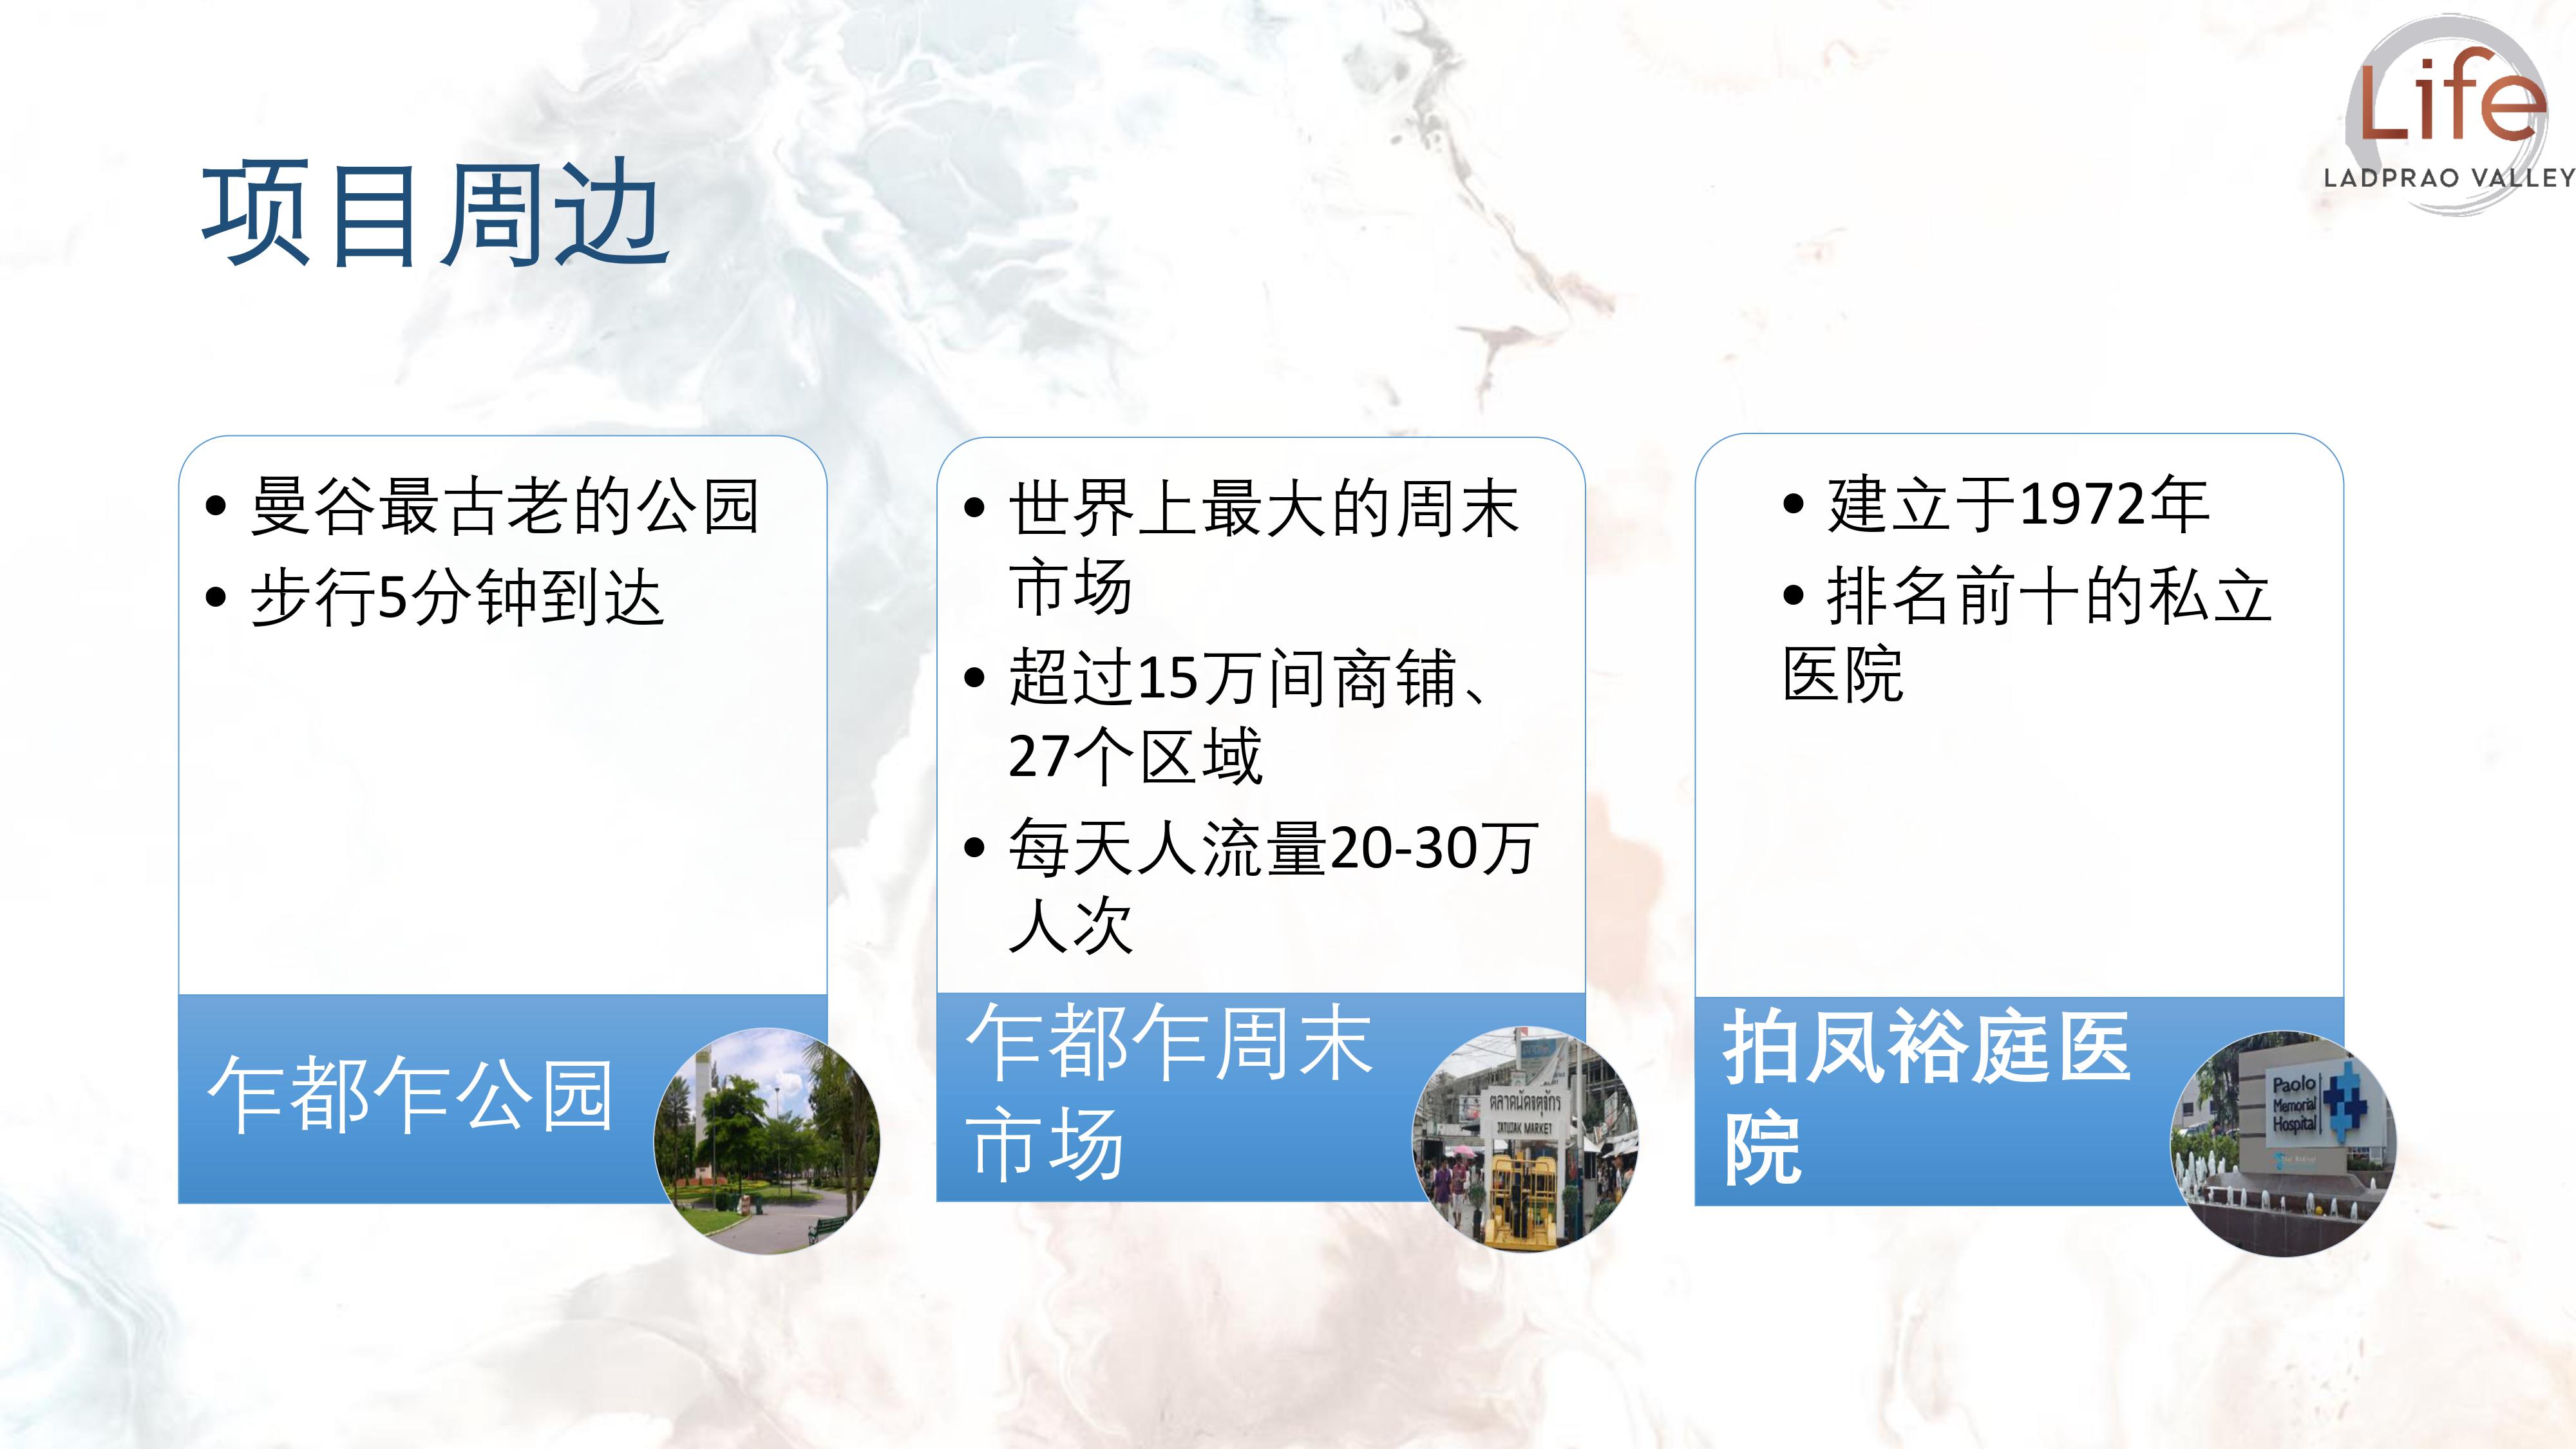 Life
LADPRAO VALLEY
项目周边
• 曼谷最古老的公园
• 步行5分钟到达
乍都乍公园
• 世界上最大的周末
市场
• 超过15万间商铺、
27个区域
• 每天人流量20-30万
人次
乍都乍周末
市场
ตลาดนัดจตุจักร
JATUJAK MARKET
• 建立于1972年
• 排名前十的私立
医院
拍凤裕庭医
院
Paolo
Memorial
Hospital